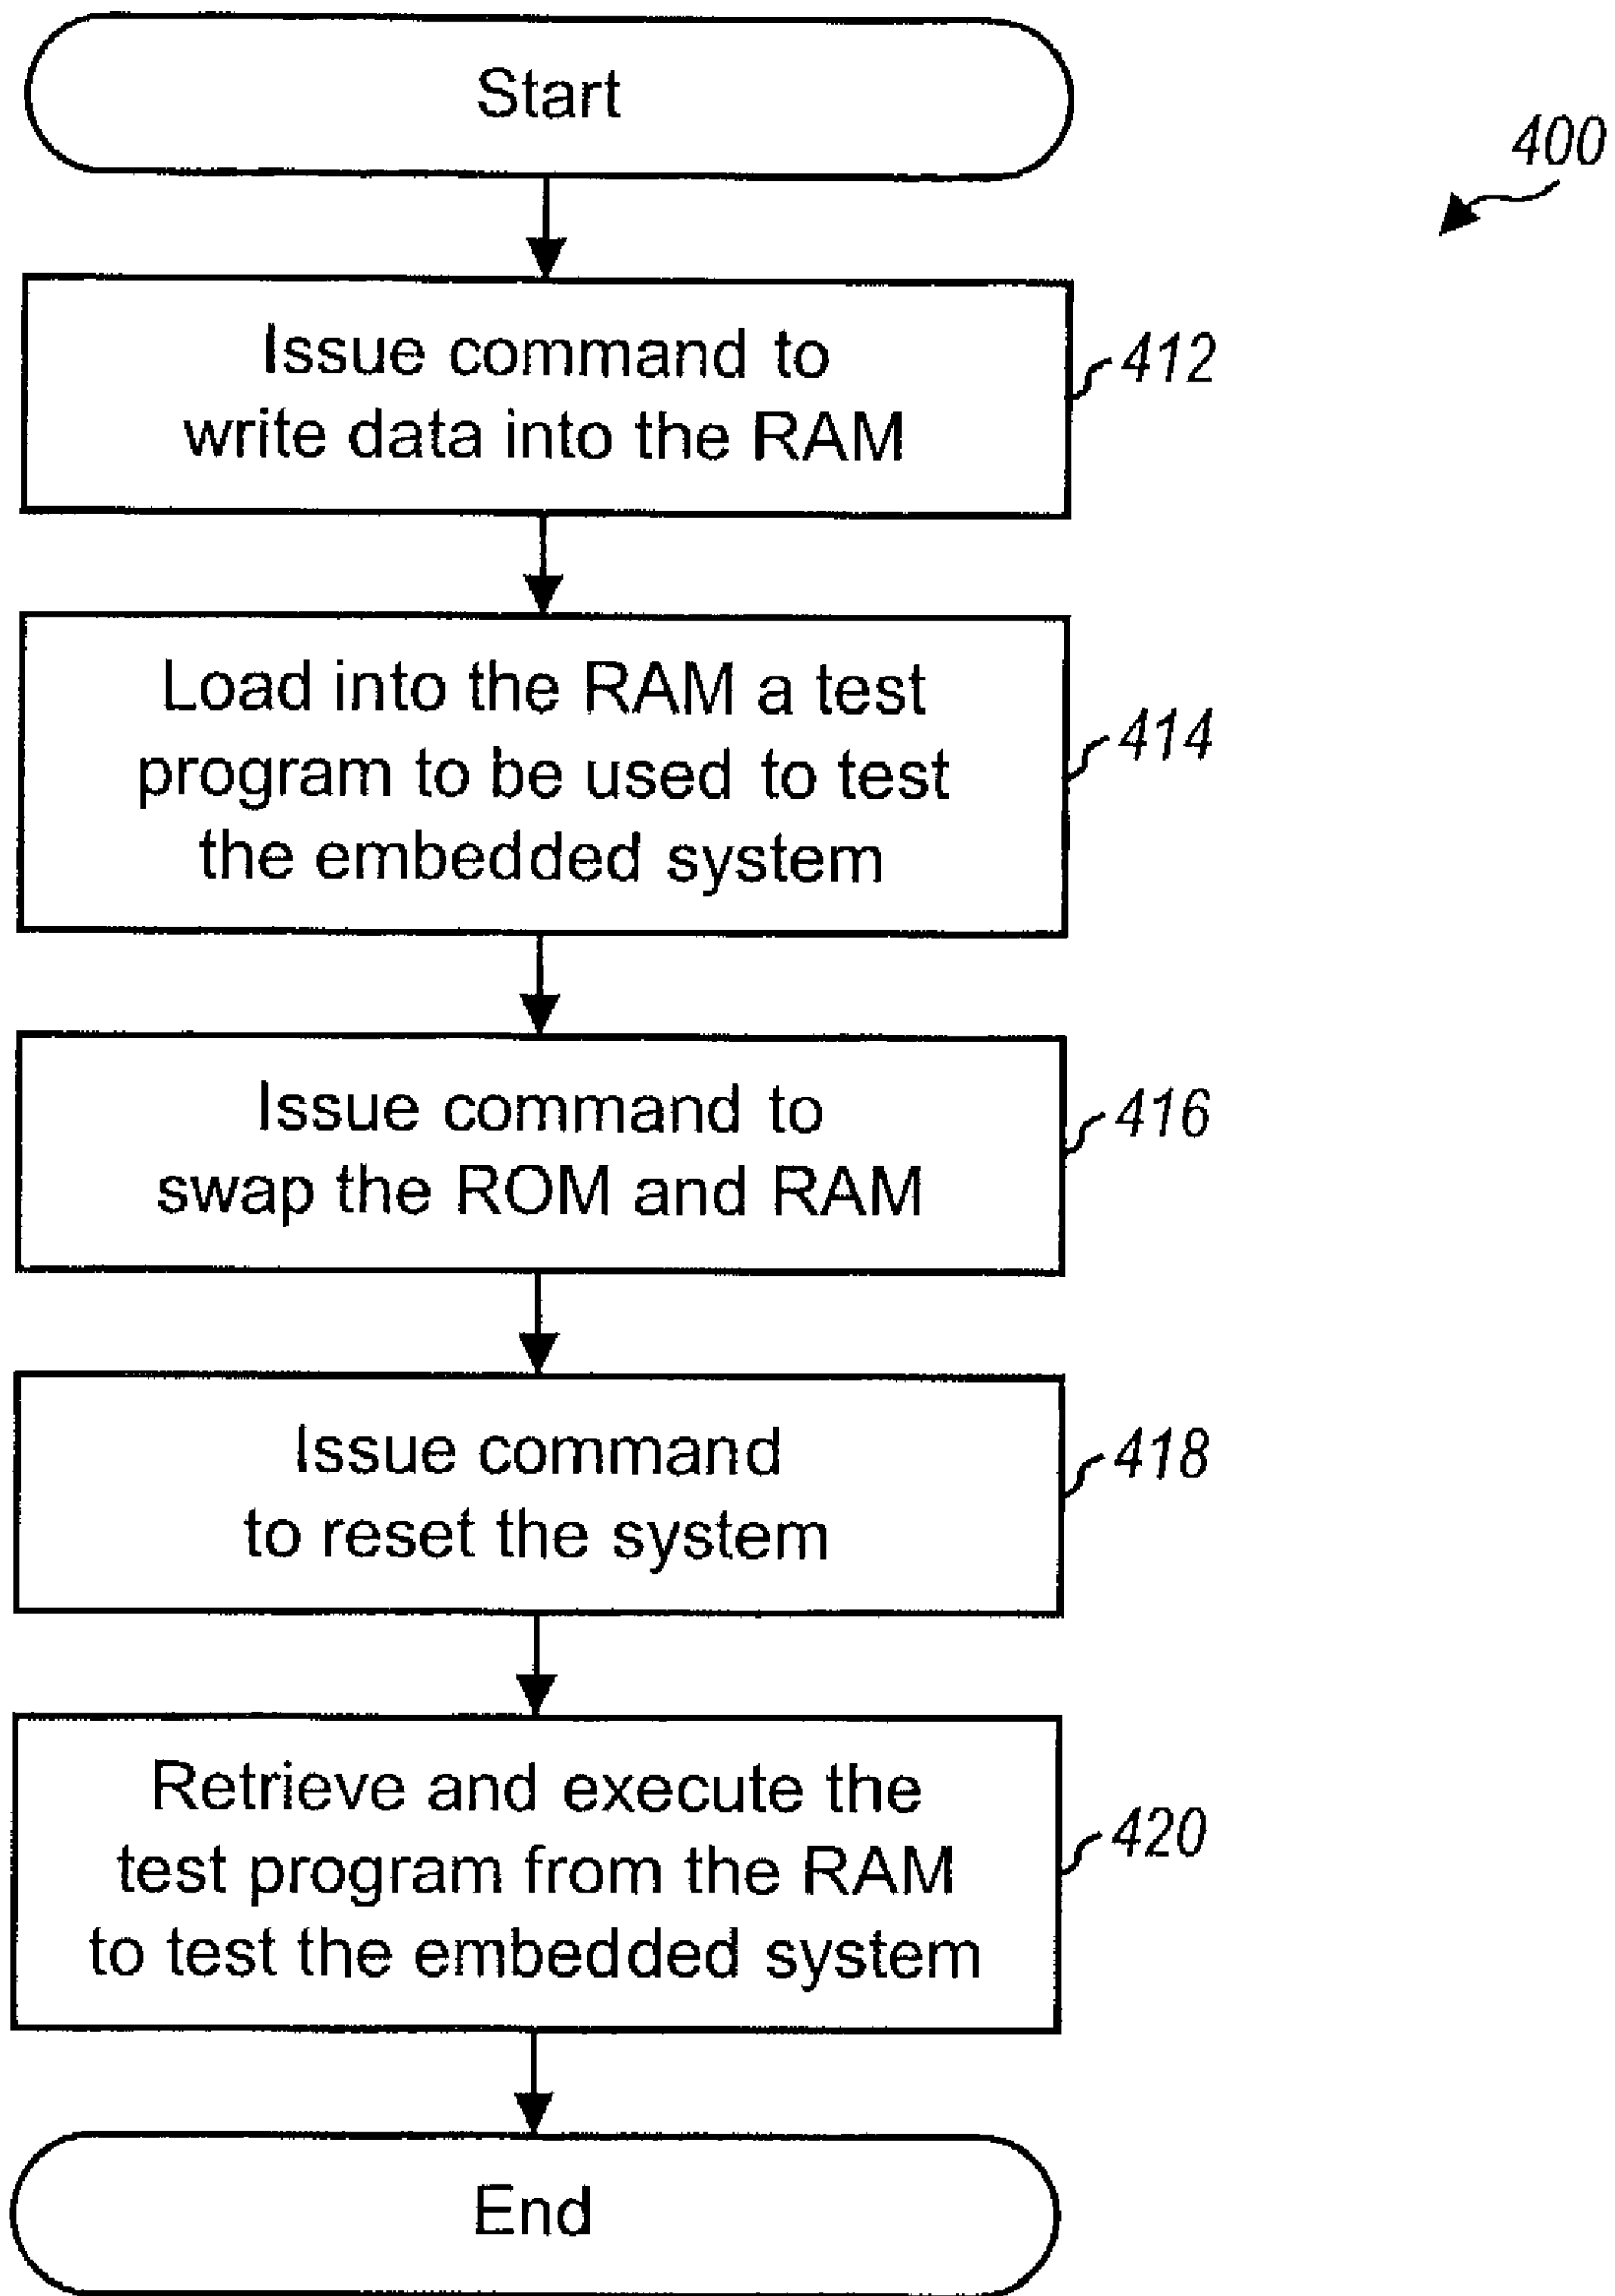 Start
400
Issue command to
write data into the RAM
412
Load into the RAM a test
program to be used to test
the embedded system
414
Issue command to
swap the ROM and RAM
416
Issue command
to reset the system
418
Retrieve and execute the
test program from the RAM
to test the embedded system
420
End